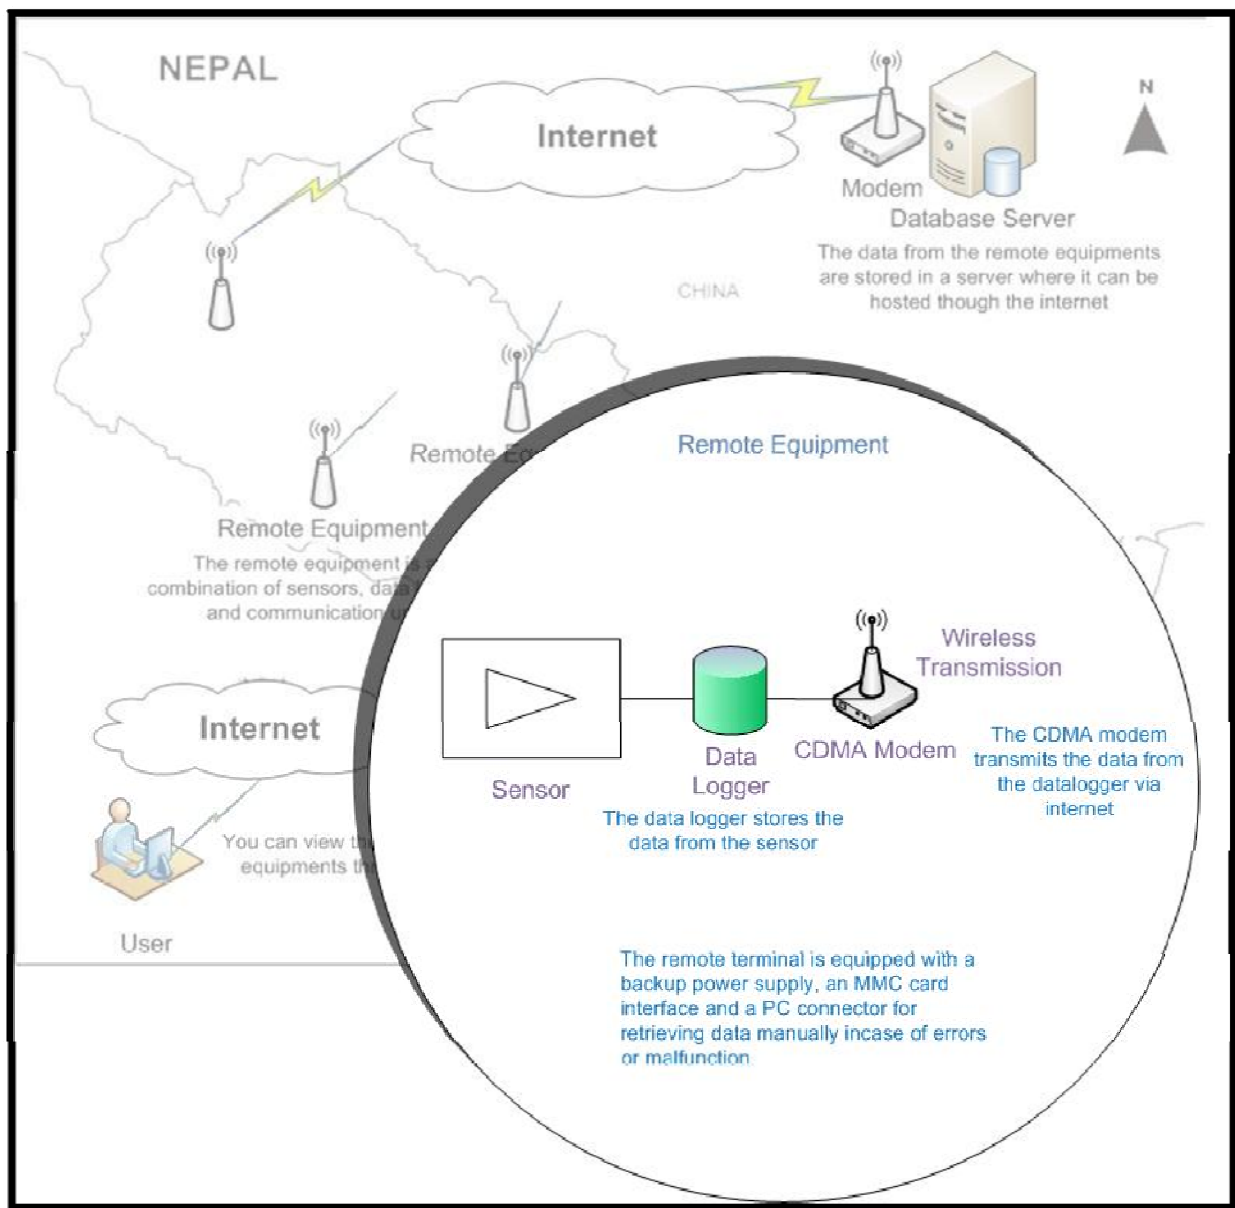 NEPAL
Internet
N
Modem
Database Server
The data from the remote equipments
are stored in a server where it can be
hosted though the internet
CHINA
Remote
Remote Equipment
The remote equipment is
combination of sensors, data
and communication
Internet
You can view
equipments
User
Remote Equipment
Wireless
Transmission
Sensor
Data
Logger
CDMA Modem
The CDMA modem
transmits the data from
the datalogger via
internet
The data logger stores the
data from the sensor
The remote terminal is equipped with a
backup power supply, an MMC card
interface and a PC connector for
retrieving data manually incase of errors
or malfunction